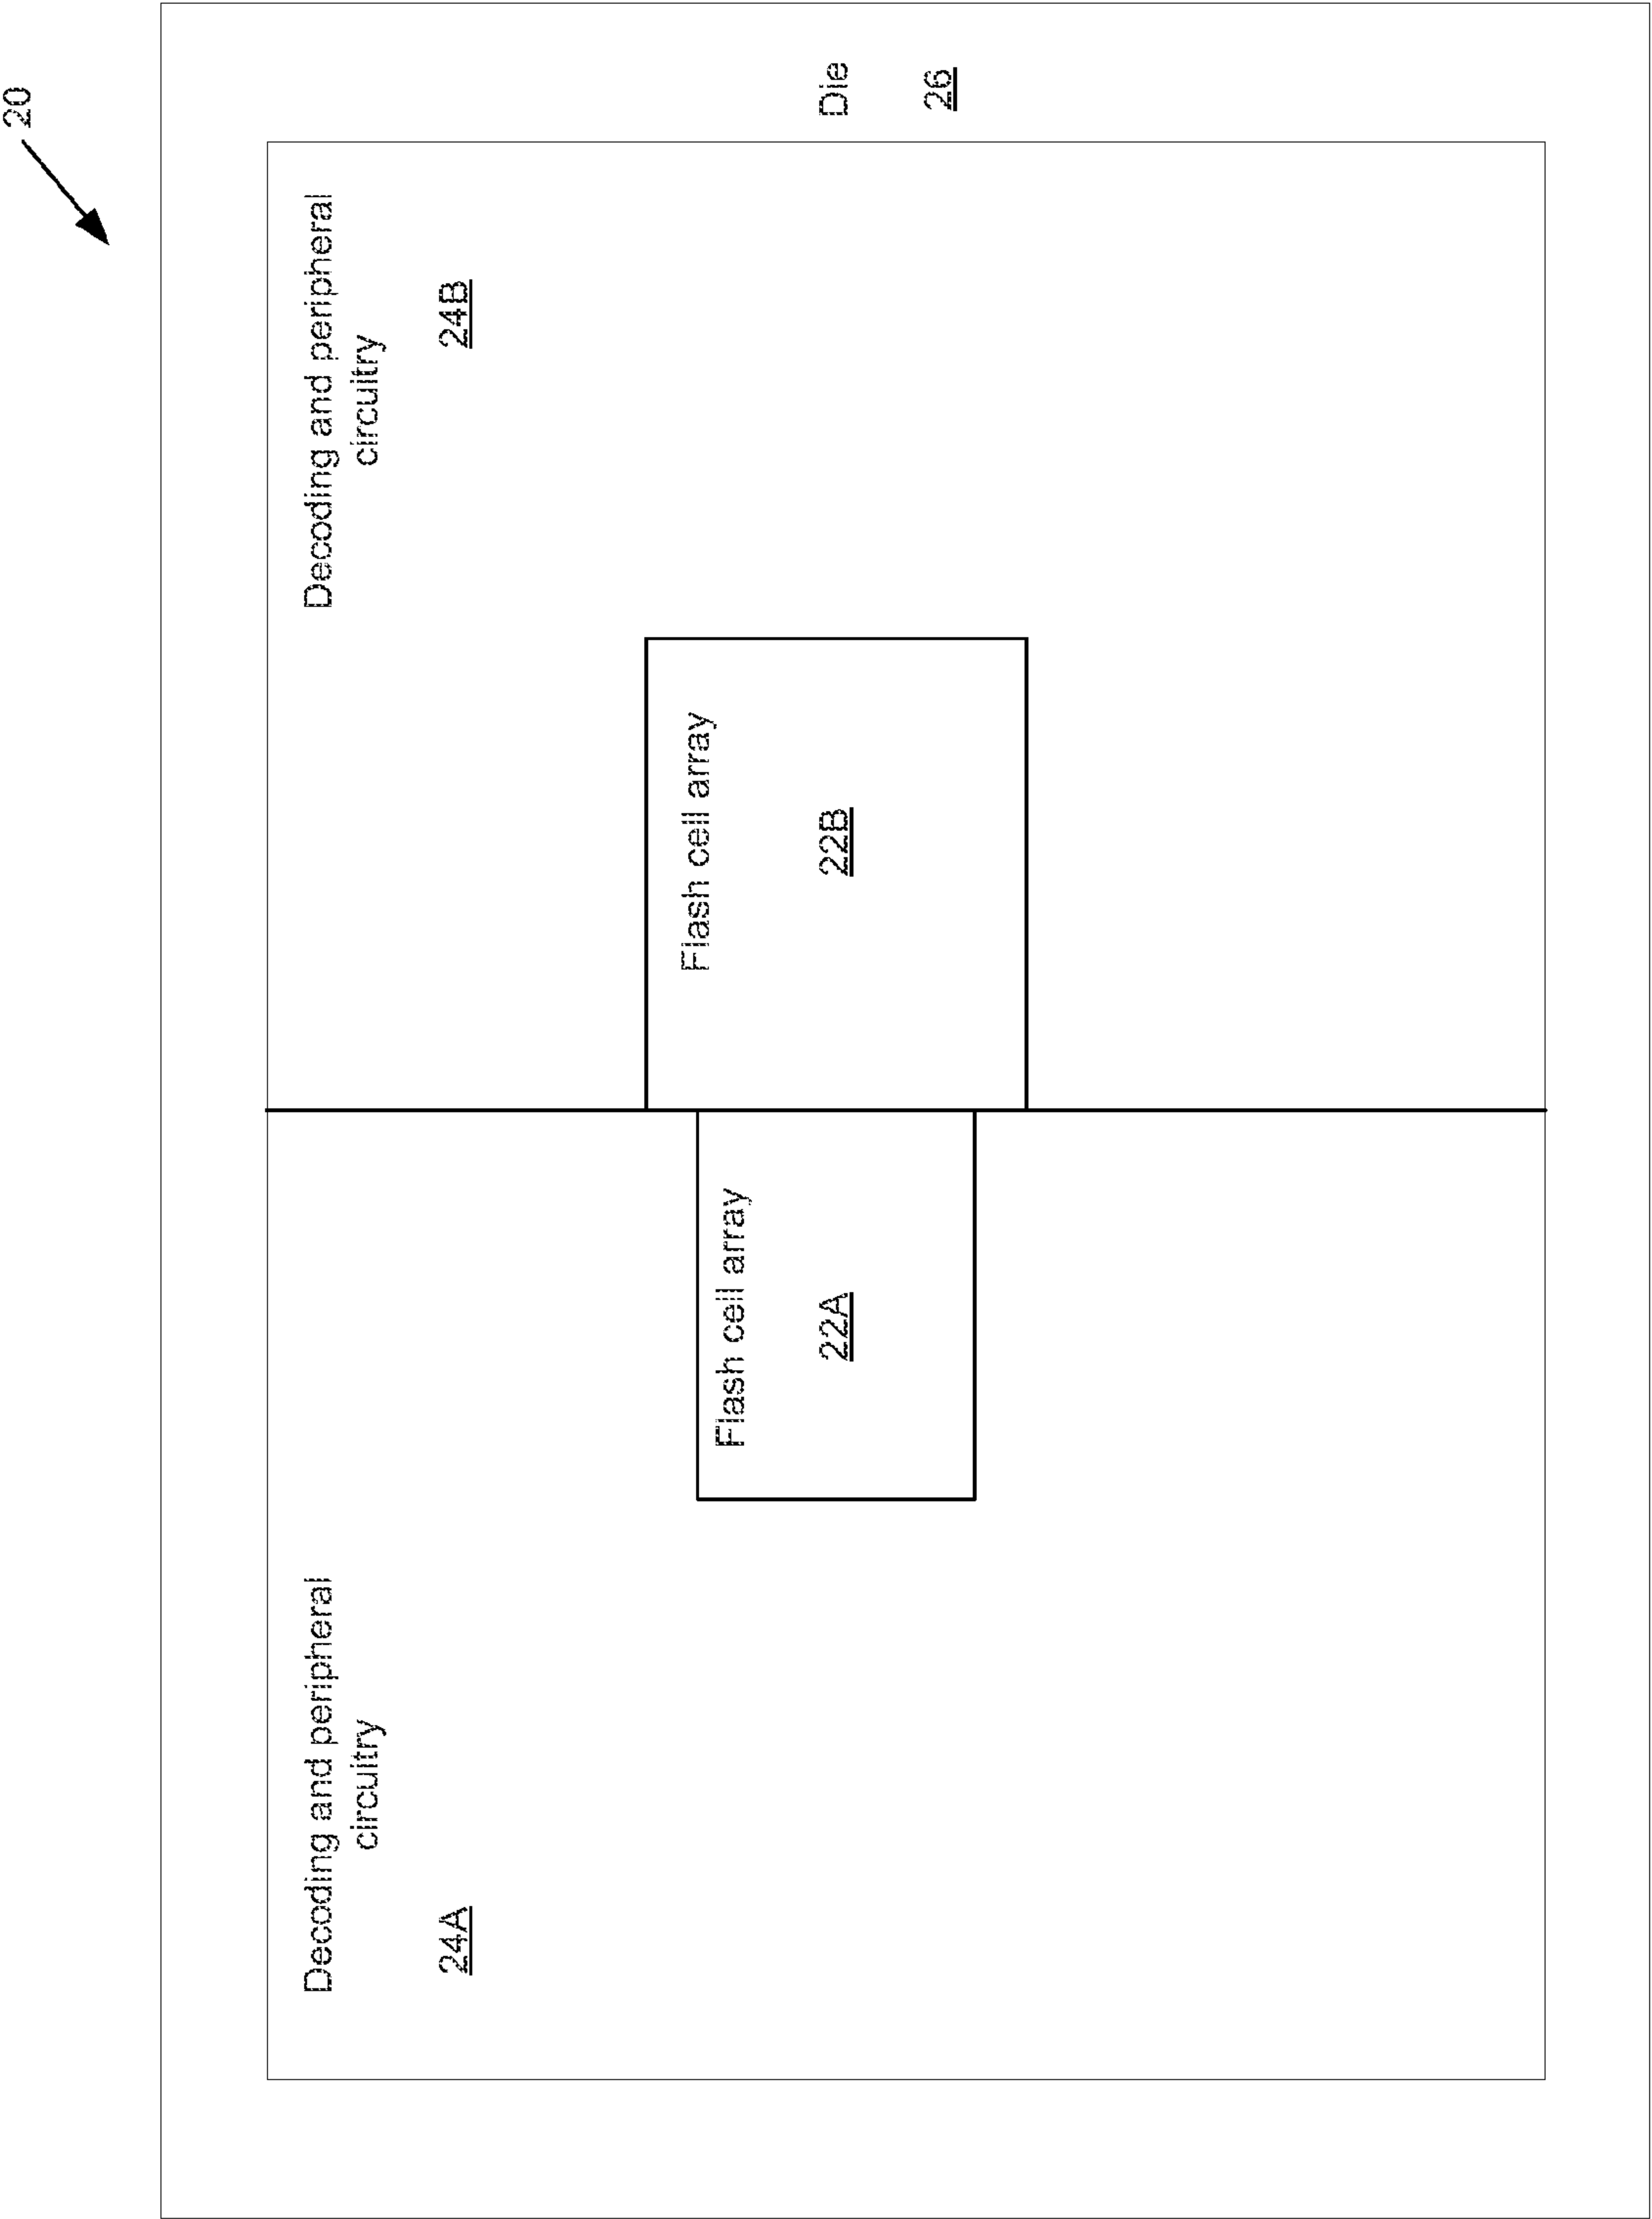 20
Decoding and peripheral
circuitry
24A
Decoding and peripheral
circuitry
24B
Flash cell array
22A
Flash cell array
22B
Die
26